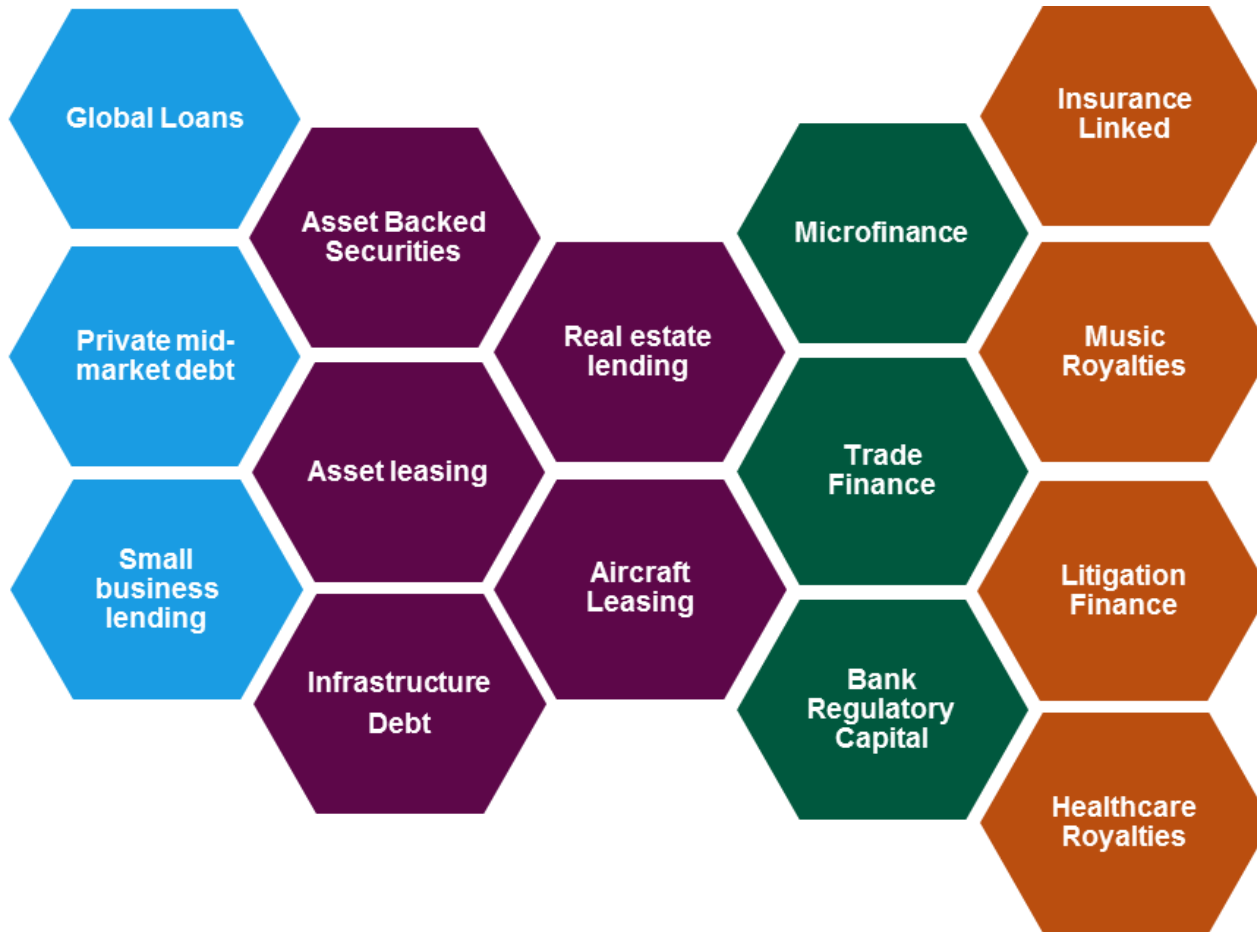 Global Loans
Private mid-
market debt
Small
business
lending
Asset Backed
Securities
Asset leasing
Infrastructure
Debt
Real estate
lending
Aircraft
Leasing
Microfinance
Trade
Finance
Bank
Regulatory
Capital
Insurance
Linked
Music
Royalties
Litigation
Finance
Healthcare
Royalties